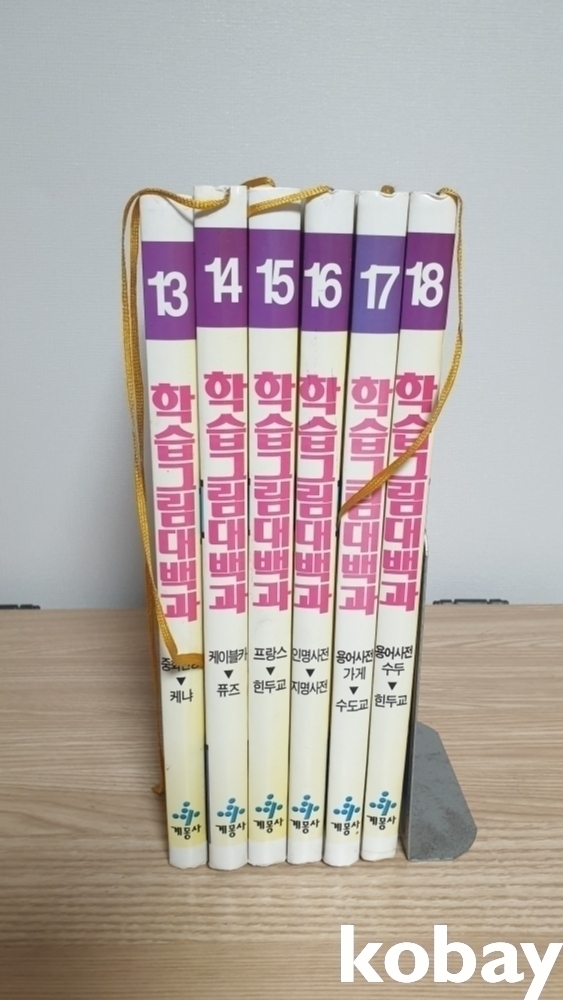 13
학습그림대백과
케냐
계몽사
14
학습그림대백과
케이블카
퓨즈
계몽사
15
학습그림대백과
프랑스
힌두교
계몽사
16
학습그림대백과
인명사전
지명사전
계몽사
17
학습그림대백과
용어사전
가게
수도교
계몽사
18
학습그림대백과
용어사전
수두
힌두교
계몽사
kobay